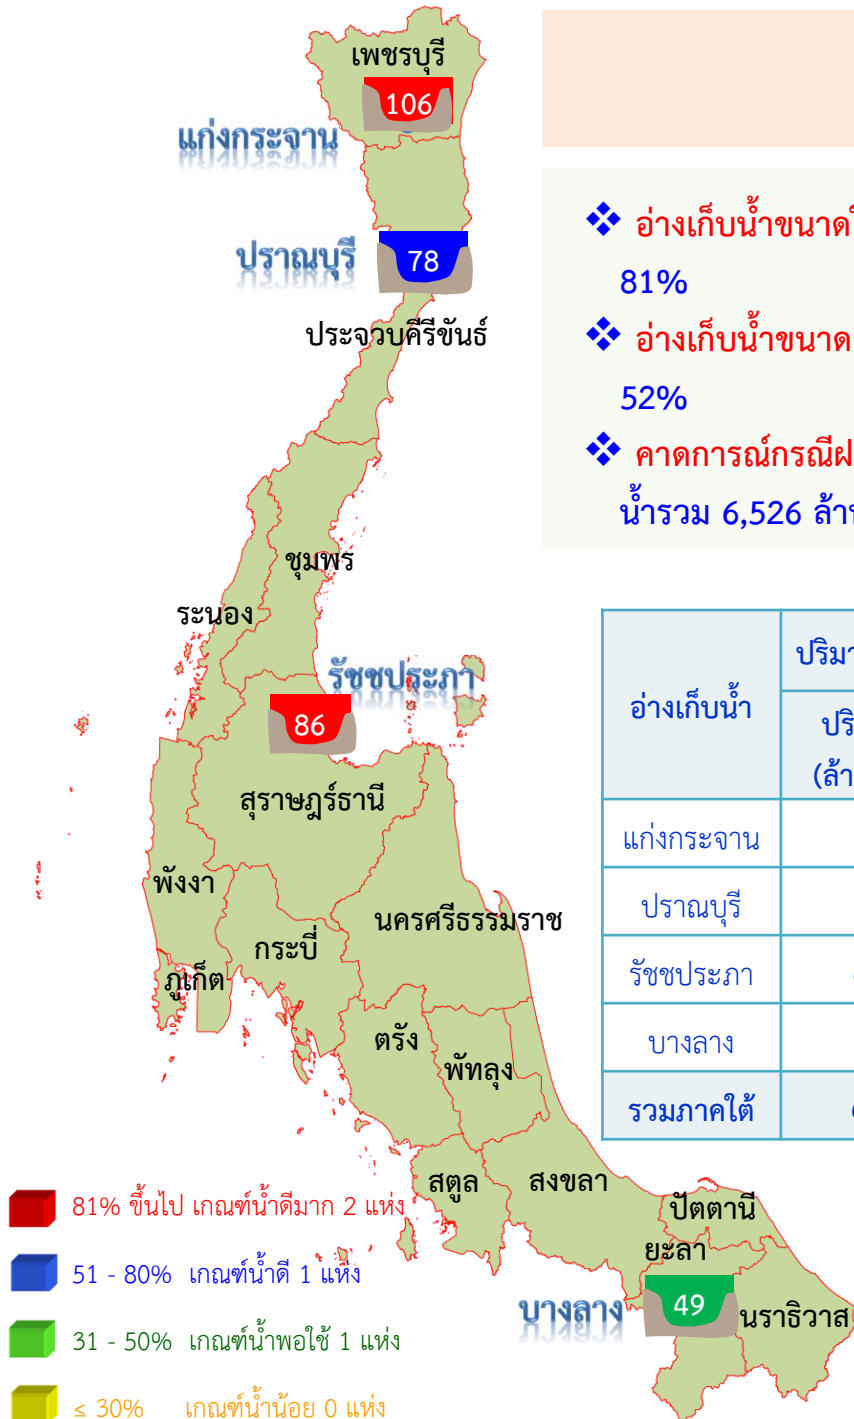 เพชรบุรี
106
แก่งกระจาน
ปราณบุรี
78
ประจวบคีรีขันธ์
ชุมพร
ระนอง
รัชชประภา
86
สุราษฎร์ธานี
พังงา
นครศรีธรรมราช
กระบี่
ภูเก็ต
ตรัง
พัทลุง
สตูล
สงขลา
ปัตตานี
ยะลา
บางลาง
49
นราธิวาส
81% ขึ้นไป เกณฑ์น้ำดีมาก 2 แห่ง
51 - 80% เกณฑ์น้ำดี 1 แห่ง
31 - 50% เกณฑ์น้ำพอใช้ 1 แห่ง
≤ 30% เกณฑ์น้ำน้อย 0 แห่ง
❖ อ่างเก็บน้ำขนาด
81%
❖ อ่างเก็บน้ำขนาด
52%
❖ คาดการณ์กรณี
น้ำรวม 6,526
อ่างเก็บน้ำ
แก่งกระจาน
ปราณบุรี
รัชชประภา
บางลาง
รวมภาคใต้